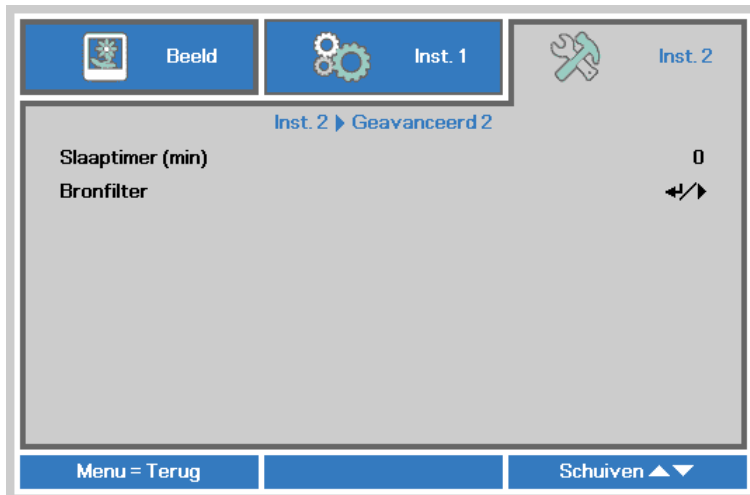 Beeld
Inst. 1
Inst. 2
Inst. 2 ▶ Geavanceerd 2
Slaaptimer (min) 0
Bronfilter ↵/▶
Menu = Terug
Schuiven ▲▼